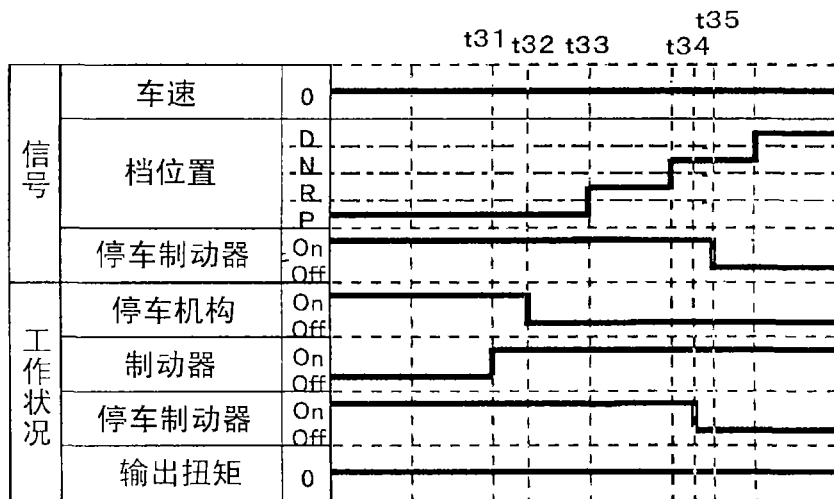 t35
t31 t32 t33 t34
信号
车速 0
档位置 D
N
R
P
停车制动器 On
Off
工作状况
停车机构 On
Off
制动器 On
Off
停车制动器 On
Off
输出扭矩 0